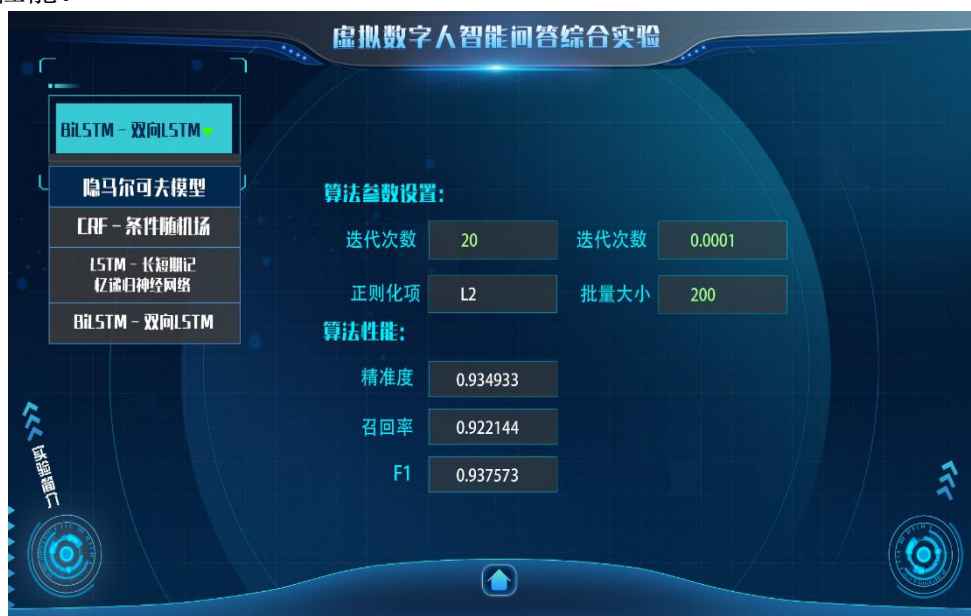 虚拟数字人智能问答综合实验
BiLSTM - 双向LSTM
隐马尔可夫模型
CRF - 条件随机场
LSTM - 长短期记
忆递归神经网络
BiLSTM - 双向LSTM
算法参数设置:
迭代次数 20 迭代次数 0.0001
正则化项 L2 批量大小 200
算法性能:
精准度 0.934933
召回率 0.922144
F1 0.937573
实验简介